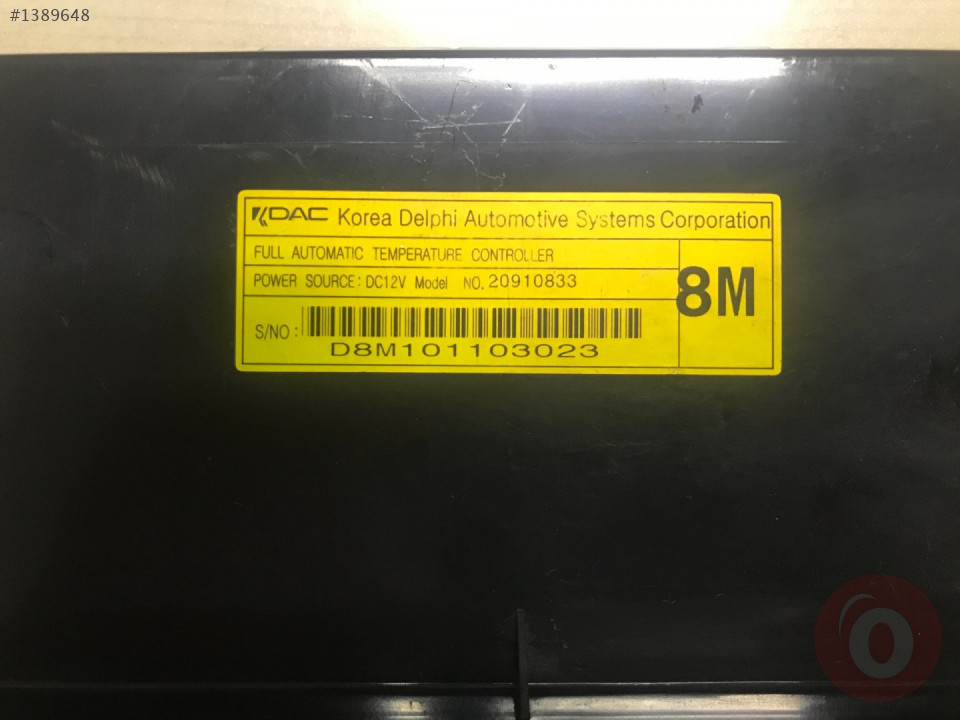 #1389648
KDAC Korea Delphi Automotive Systems Corporation
FULL AUTOMATIC TEMPERATURE CONTROLLER
POWER SOURCE: DC12V Model NO. 20910833
8M
S/NO :
D8M101103023
O